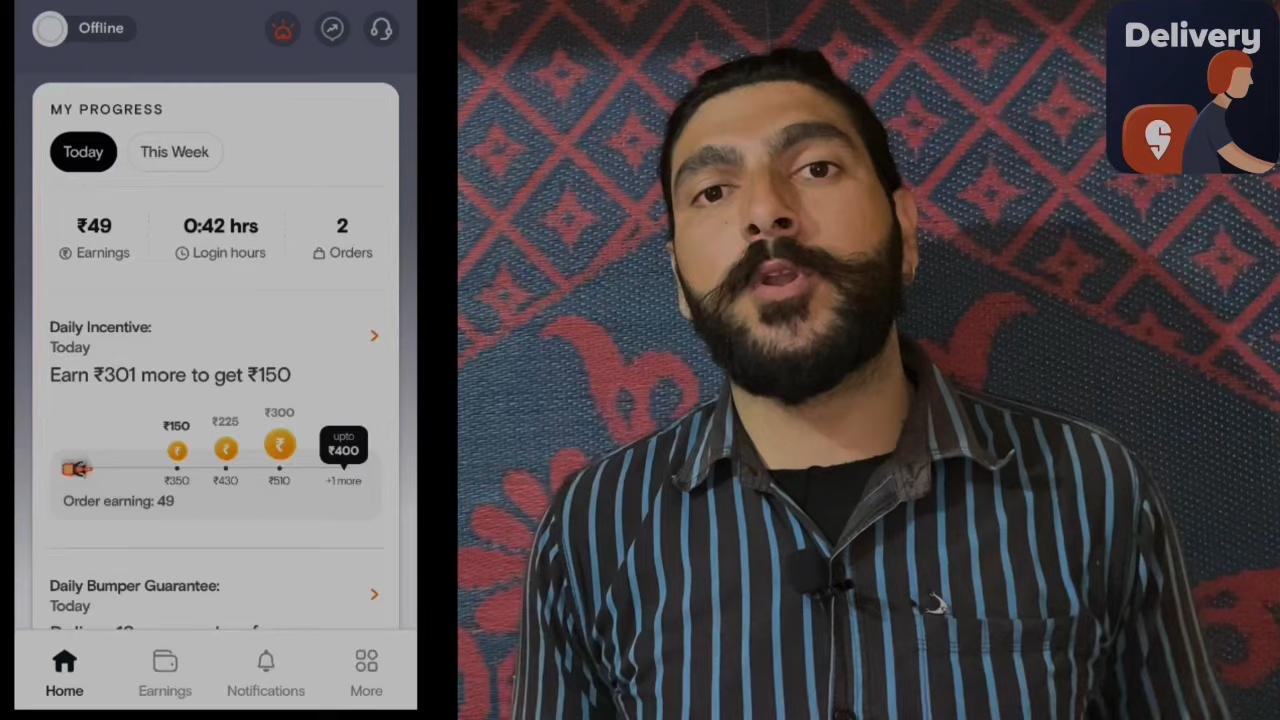 Offline
MY PROGRESS
Today
This Week
₹49
0:42 hrs
2
Earnings
Login hours
Orders
Daily Incentive:
Today
Earn ₹301 more to get ₹150
₹150
₹225
₹300
upto
₹400
₹350
₹430
₹510
+1 more
Order earning: 49
Daily Bumper Guarantee:
Today
Home
Earnings
Notifications
More
Delivery